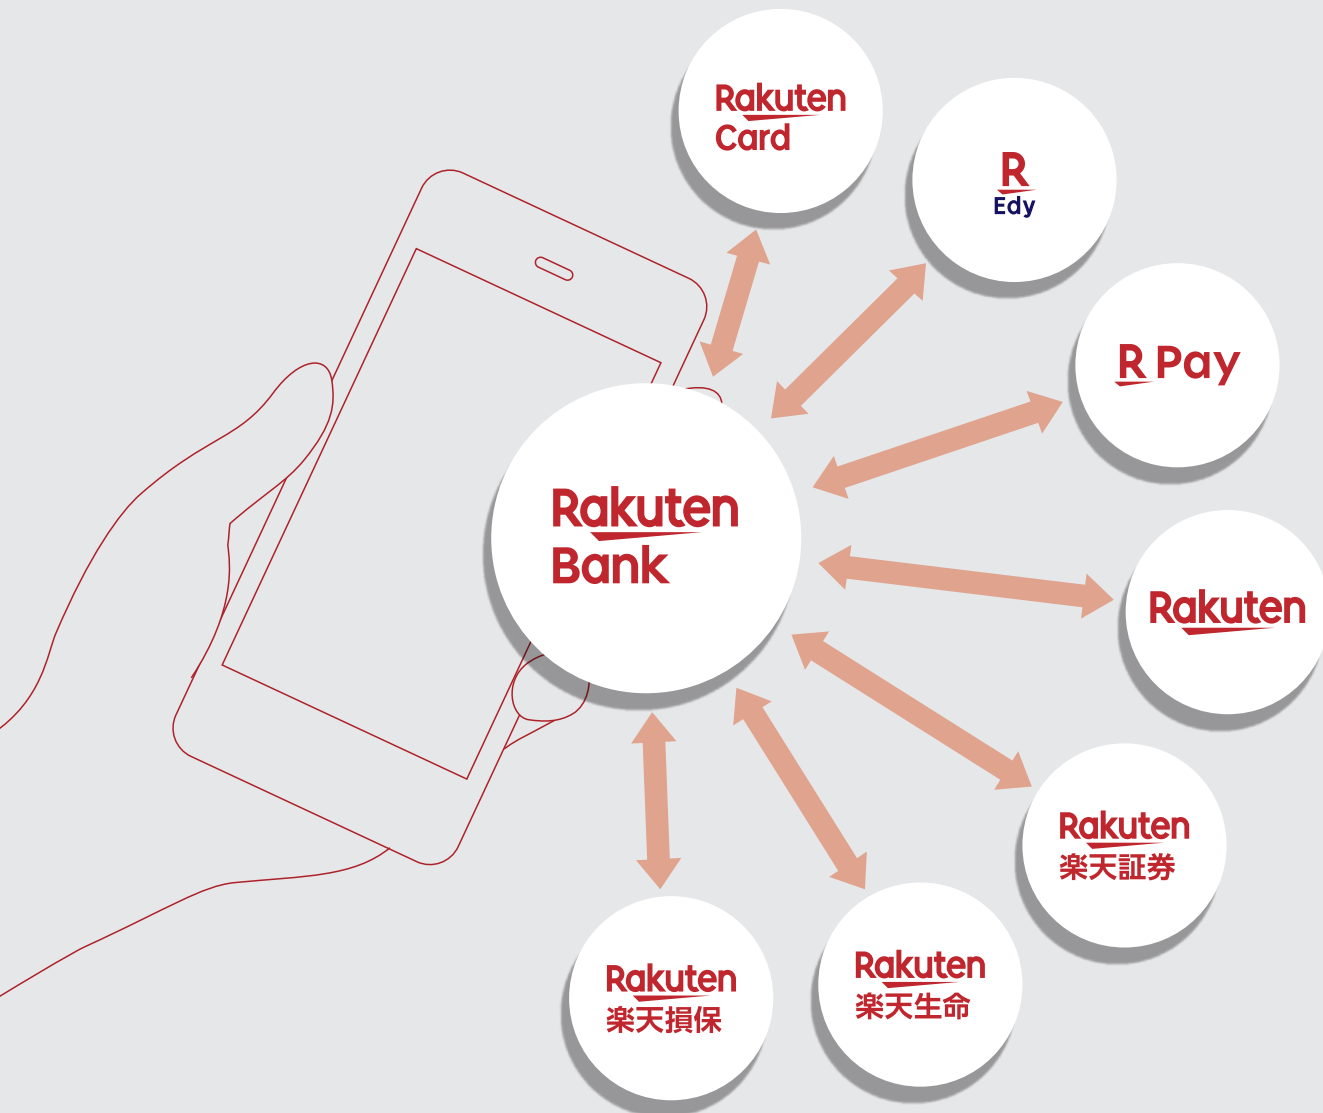 Rakuten
Card
R
Edy
R Pay
Rakuten
Bank
Rakuten
Rakuten
楽天証券
Rakuten
楽天生命
Rakuten
楽天損保